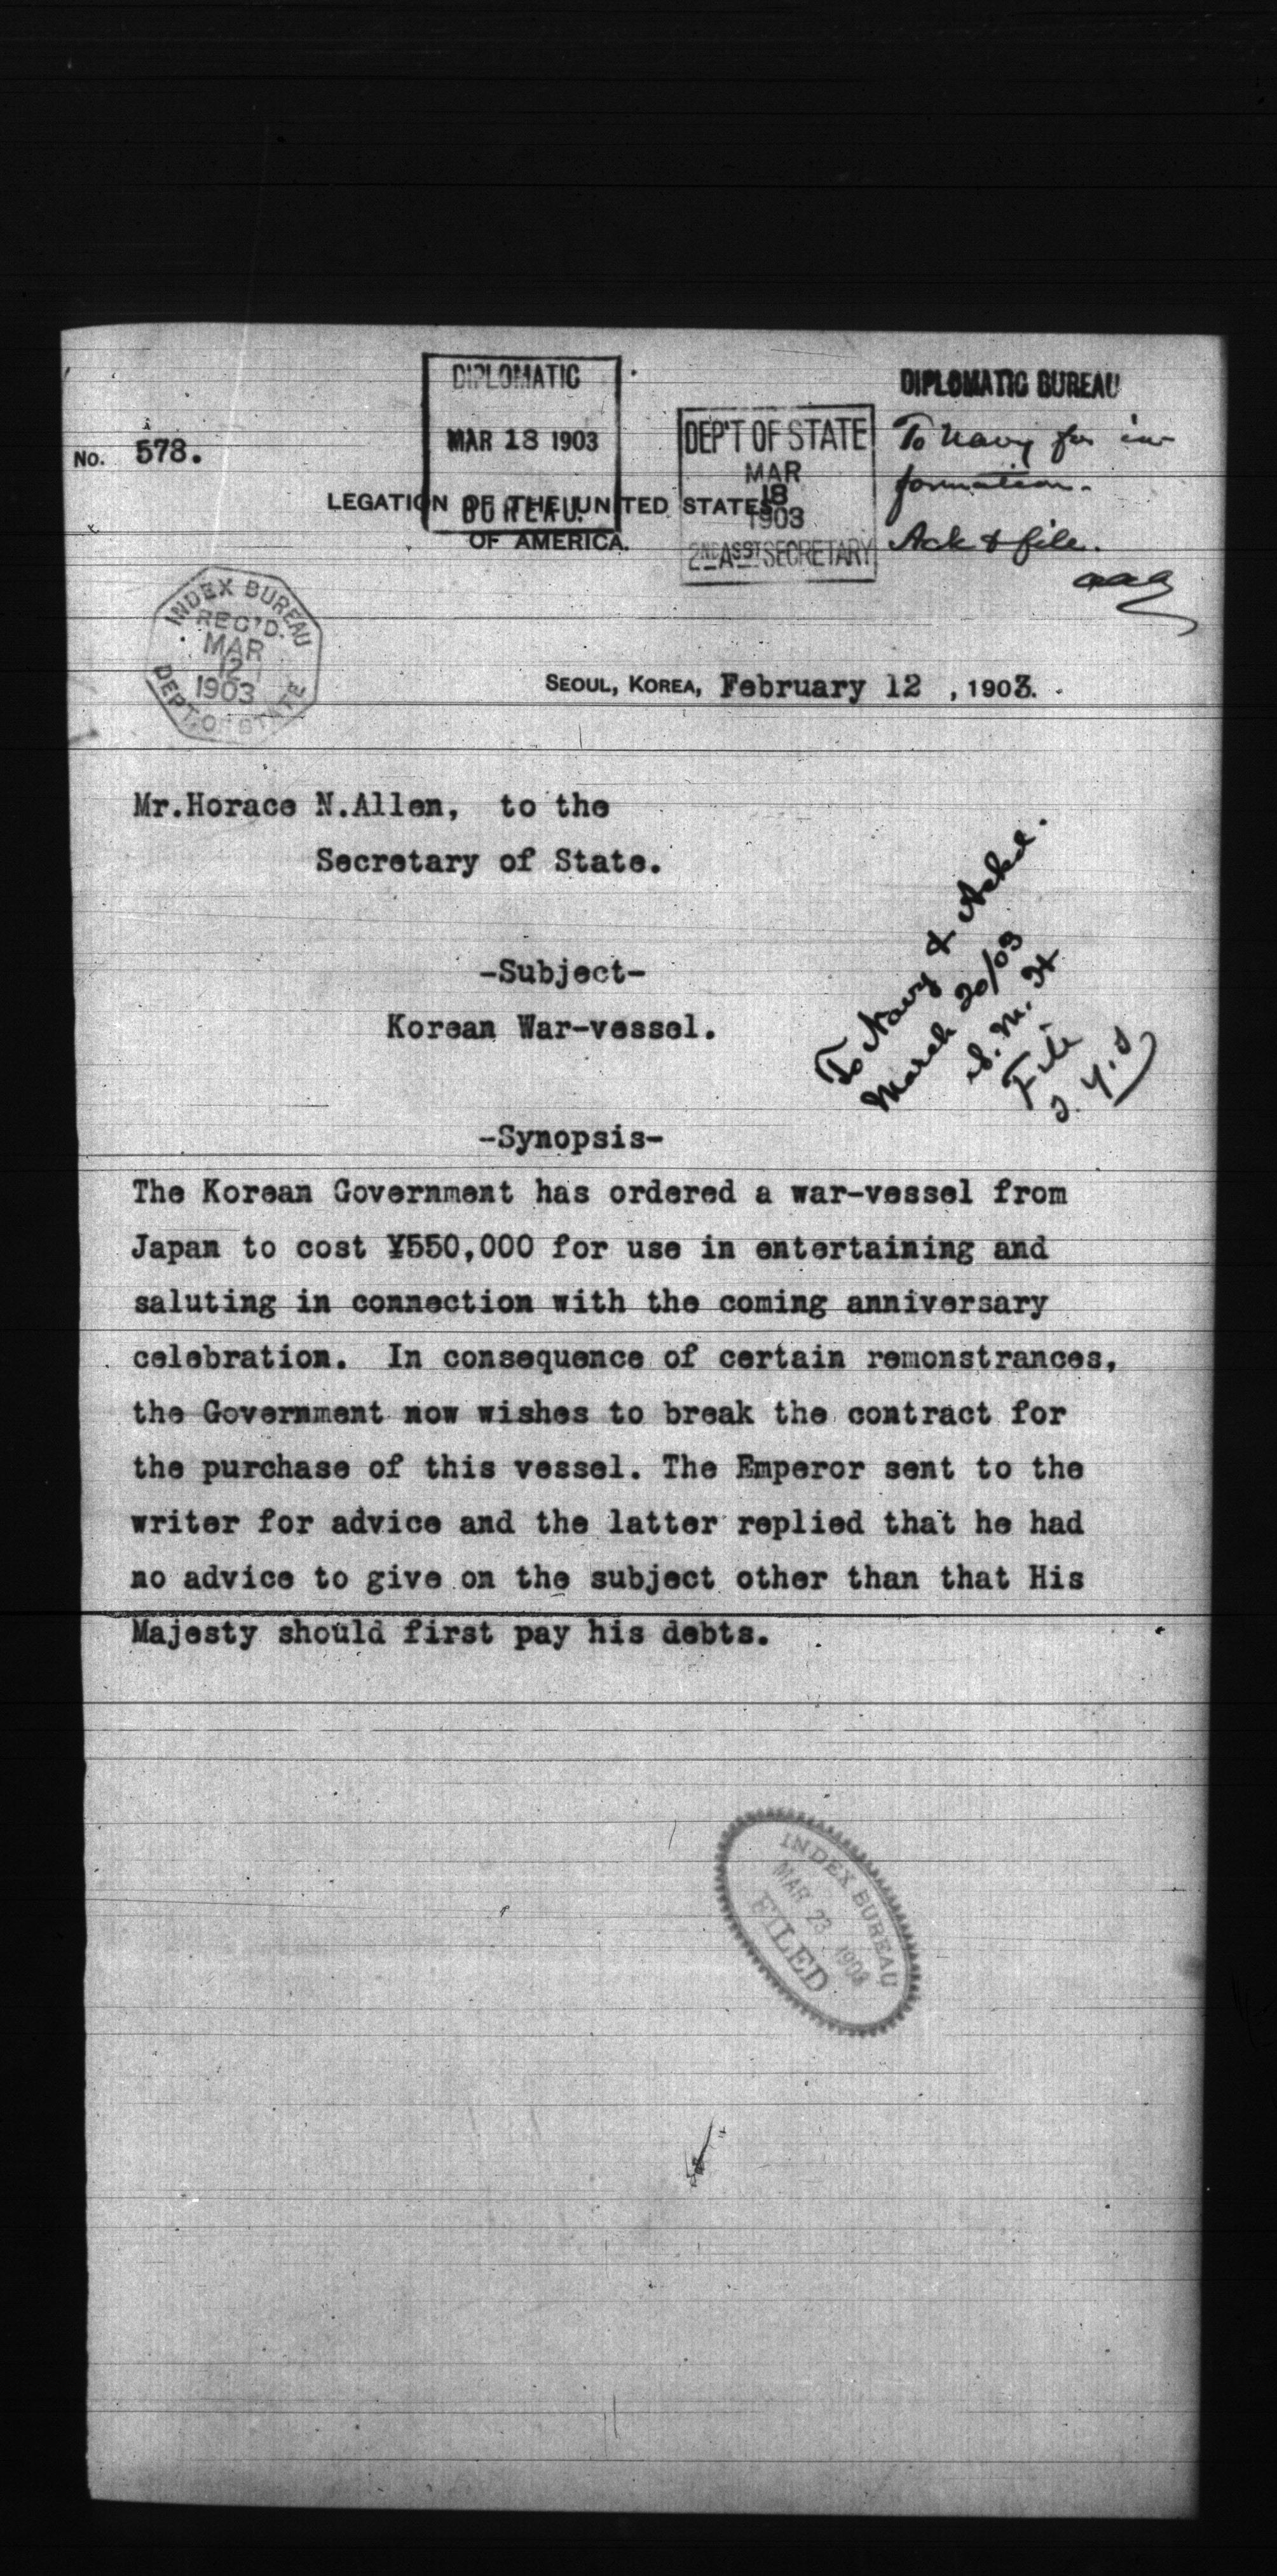 DIPLOMATIC
MAR 18 1903
BUREAU.
DEP'T OF STATE
MAR
18
1903
2ND ASST SECRETARY
DIPLOMATIC BUREAU
To Navy for in-
formation.
Ack & file.
No. 578.
LEGATION OF THE UNITED STATES
OF AMERICA.
INDEX BUREAU
REC'D.
MAR
12
1903
DEPT. OF STATE
SEOUL, KOREA, February 12 , 1903.
Mr.Horace N.Allen, to the
Secretary of State.
To Navy & Ackd.
March 20/03
File
-Subject-
Korean War-vessel.
-Synopsis-
The Korean Government has ordered a war-vessel from
Japan to cost ¥550,000 for use in entertaining and
saluting in connection with the coming anniversary
celebration. In consequence of certain remonstrances,
the Government now wishes to break the contract for
the purchase of this vessel. The Emperor sent to the
writer for advice and the latter replied that he had
no advice to give on the subject other than that His
Majesty should first pay his debts.
INDEX BUREAU
MAR 23 1903
FILED